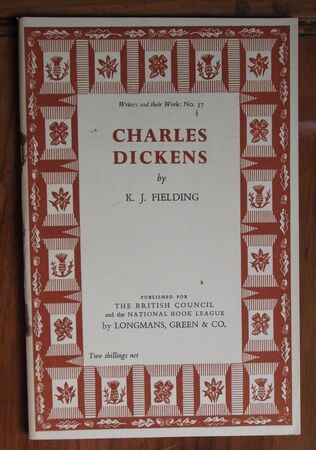 Writers and their Work: No. 37
CHARLES
DICKENS
by
K. J. FIELDING
PUBLISHED FOR
THE BRITISH COUNCIL
and the NATIONAL BOOK LEAGUE
by LONGMANS, GREEN & CO.
Two shillings net